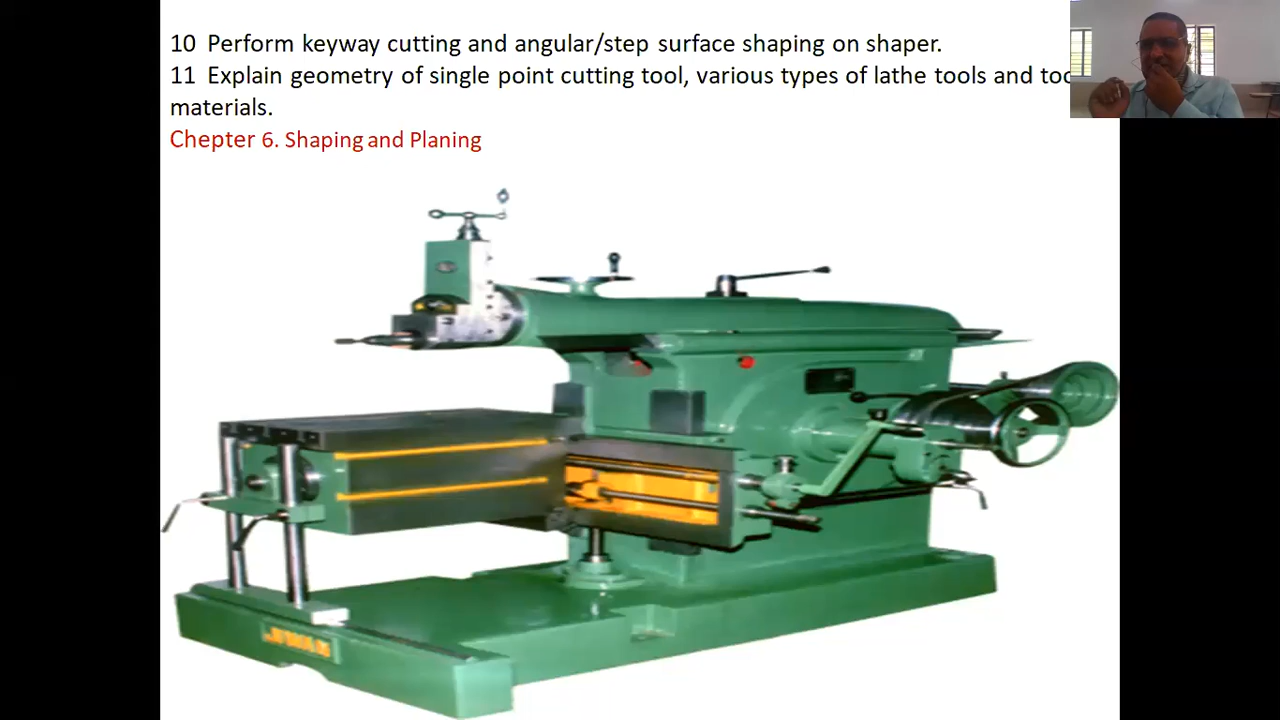 10 Perform keyway cutting and angular/step surface shaping on shaper.
11 Explain geometry of single point cutting tool, various types of lathe tools and
materials.
Chepter 6. Shaping and Planing